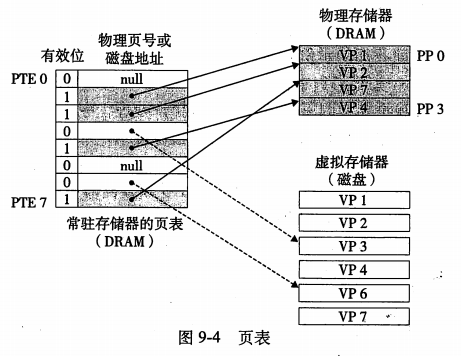 物理页号或
有效位 磁盘地址
PTE 0 0 null
1
1
0
1
0 null
0
PTE 7 1
常驻存储器的页表
(DRAM)
物理存储器
(DRAM)
VP 1 PP 0
VP 2
VP 7
VP 4 PP 3
虚拟存储器
(磁盘)
VP 1
VP 2
VP 3
VP 4
VP 6
VP 7
图 9-4 页表